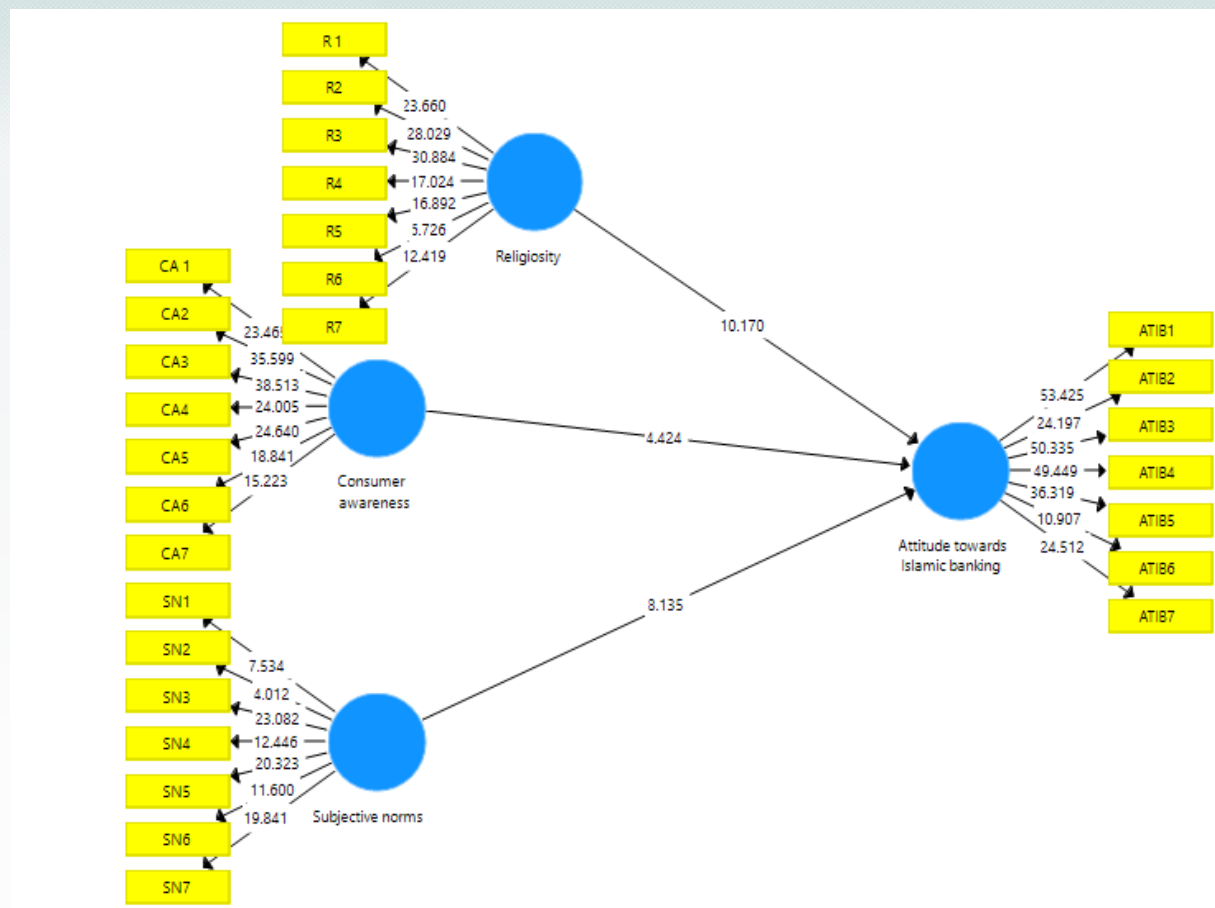 R 1
R2
R3
R4
R5
R6
R7
23.660
28.029
30.884
17.024
16.892
12.419
Religiosity
CA 1
CA2
CA3
CA4
CA5
CA6
CA7
35.599
38.513
24.005
24.640
18.841
15.223
Consumer
awareness
SN1
SN2
SN3
SN4
SN5
SN6
SN7
7.534
4.012
23.082
12.446
20.323
11.600
19.841
Subjective norms
10.170
4.424
8.135
Attitude towards
Islamic banking
53.425
24.197
50.335
49.449
36.319
10.907
24.512
ATIB1
ATIB2
ATIB3
ATIB4
ATIB5
ATIB6
ATIB7